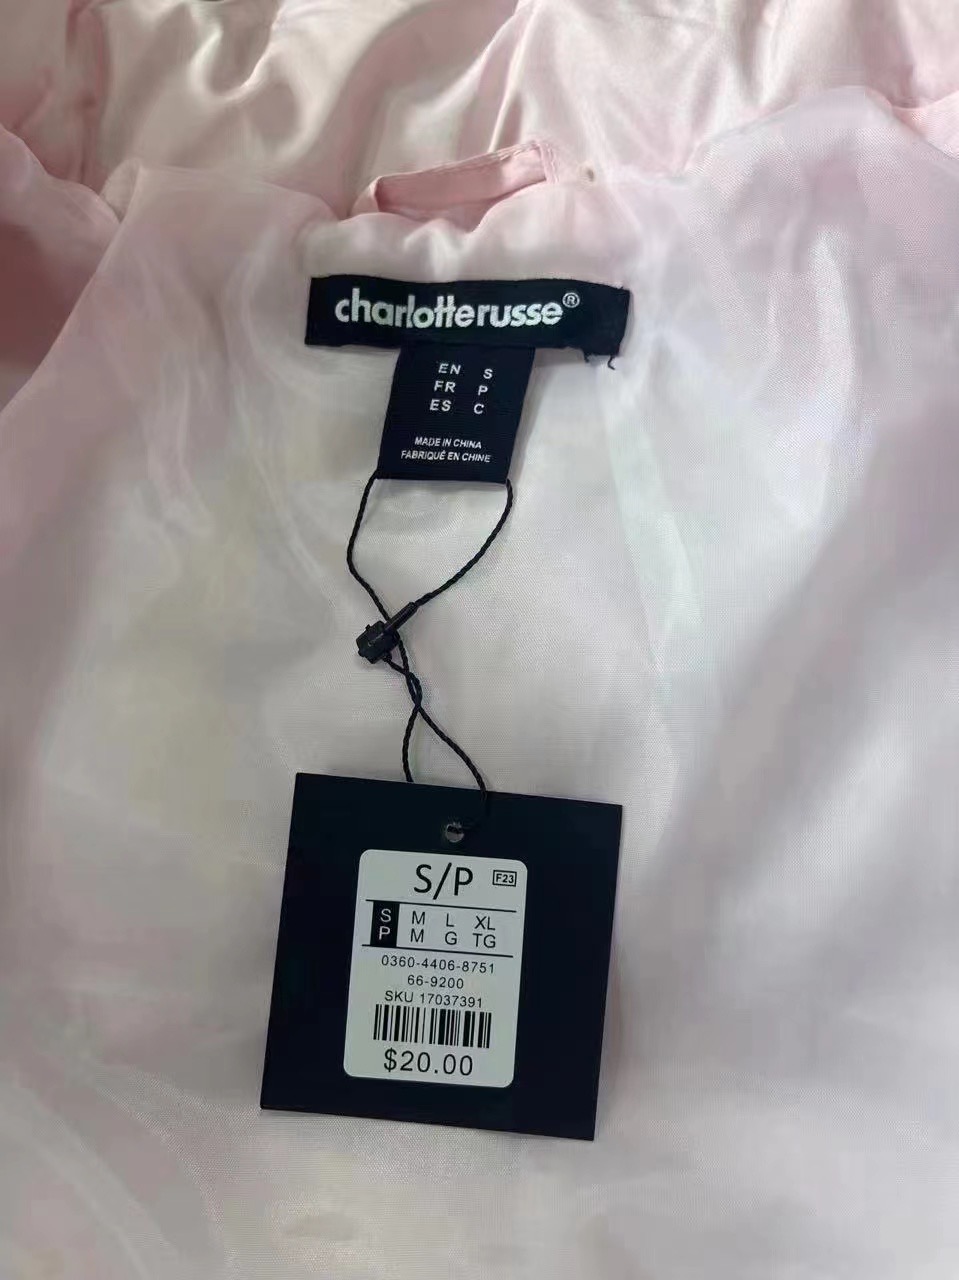 charlotterusse®
EN S
FR P
ES C
MADE IN CHINA
FABRIQUÉ EN CHINE
S/P F23
S M L XL
P M G TG
0360-4406-8751
66-9200
SKU 17037391
$20.00